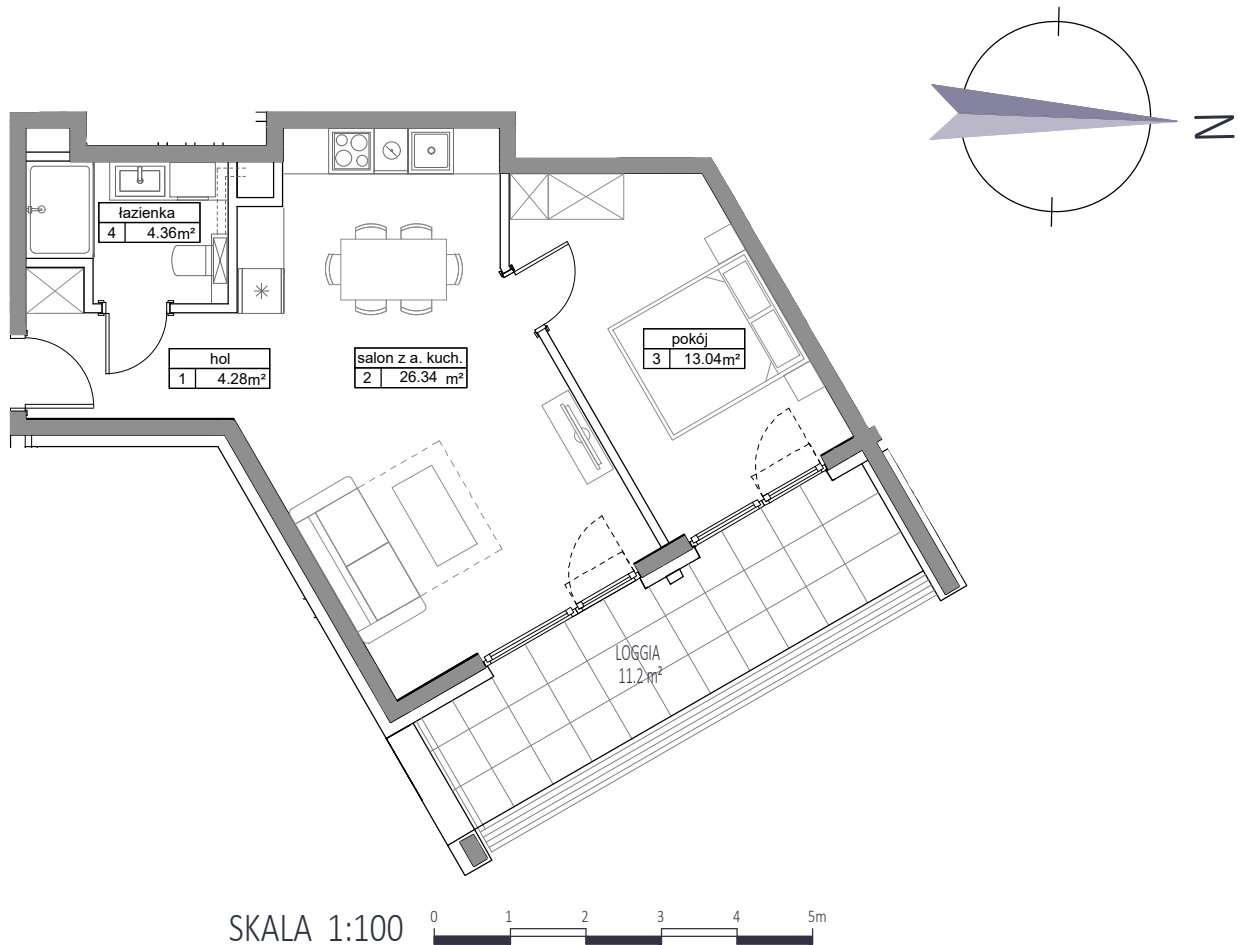 N
łazienka
4 4.36m²
hol
1 4.28m²
salon z a. kuch.
2 26.34 m²
pokój
3 13.04m²
LOGGIA
11.2 m²
SKALA 1:100
0 1 2 3 4 5m